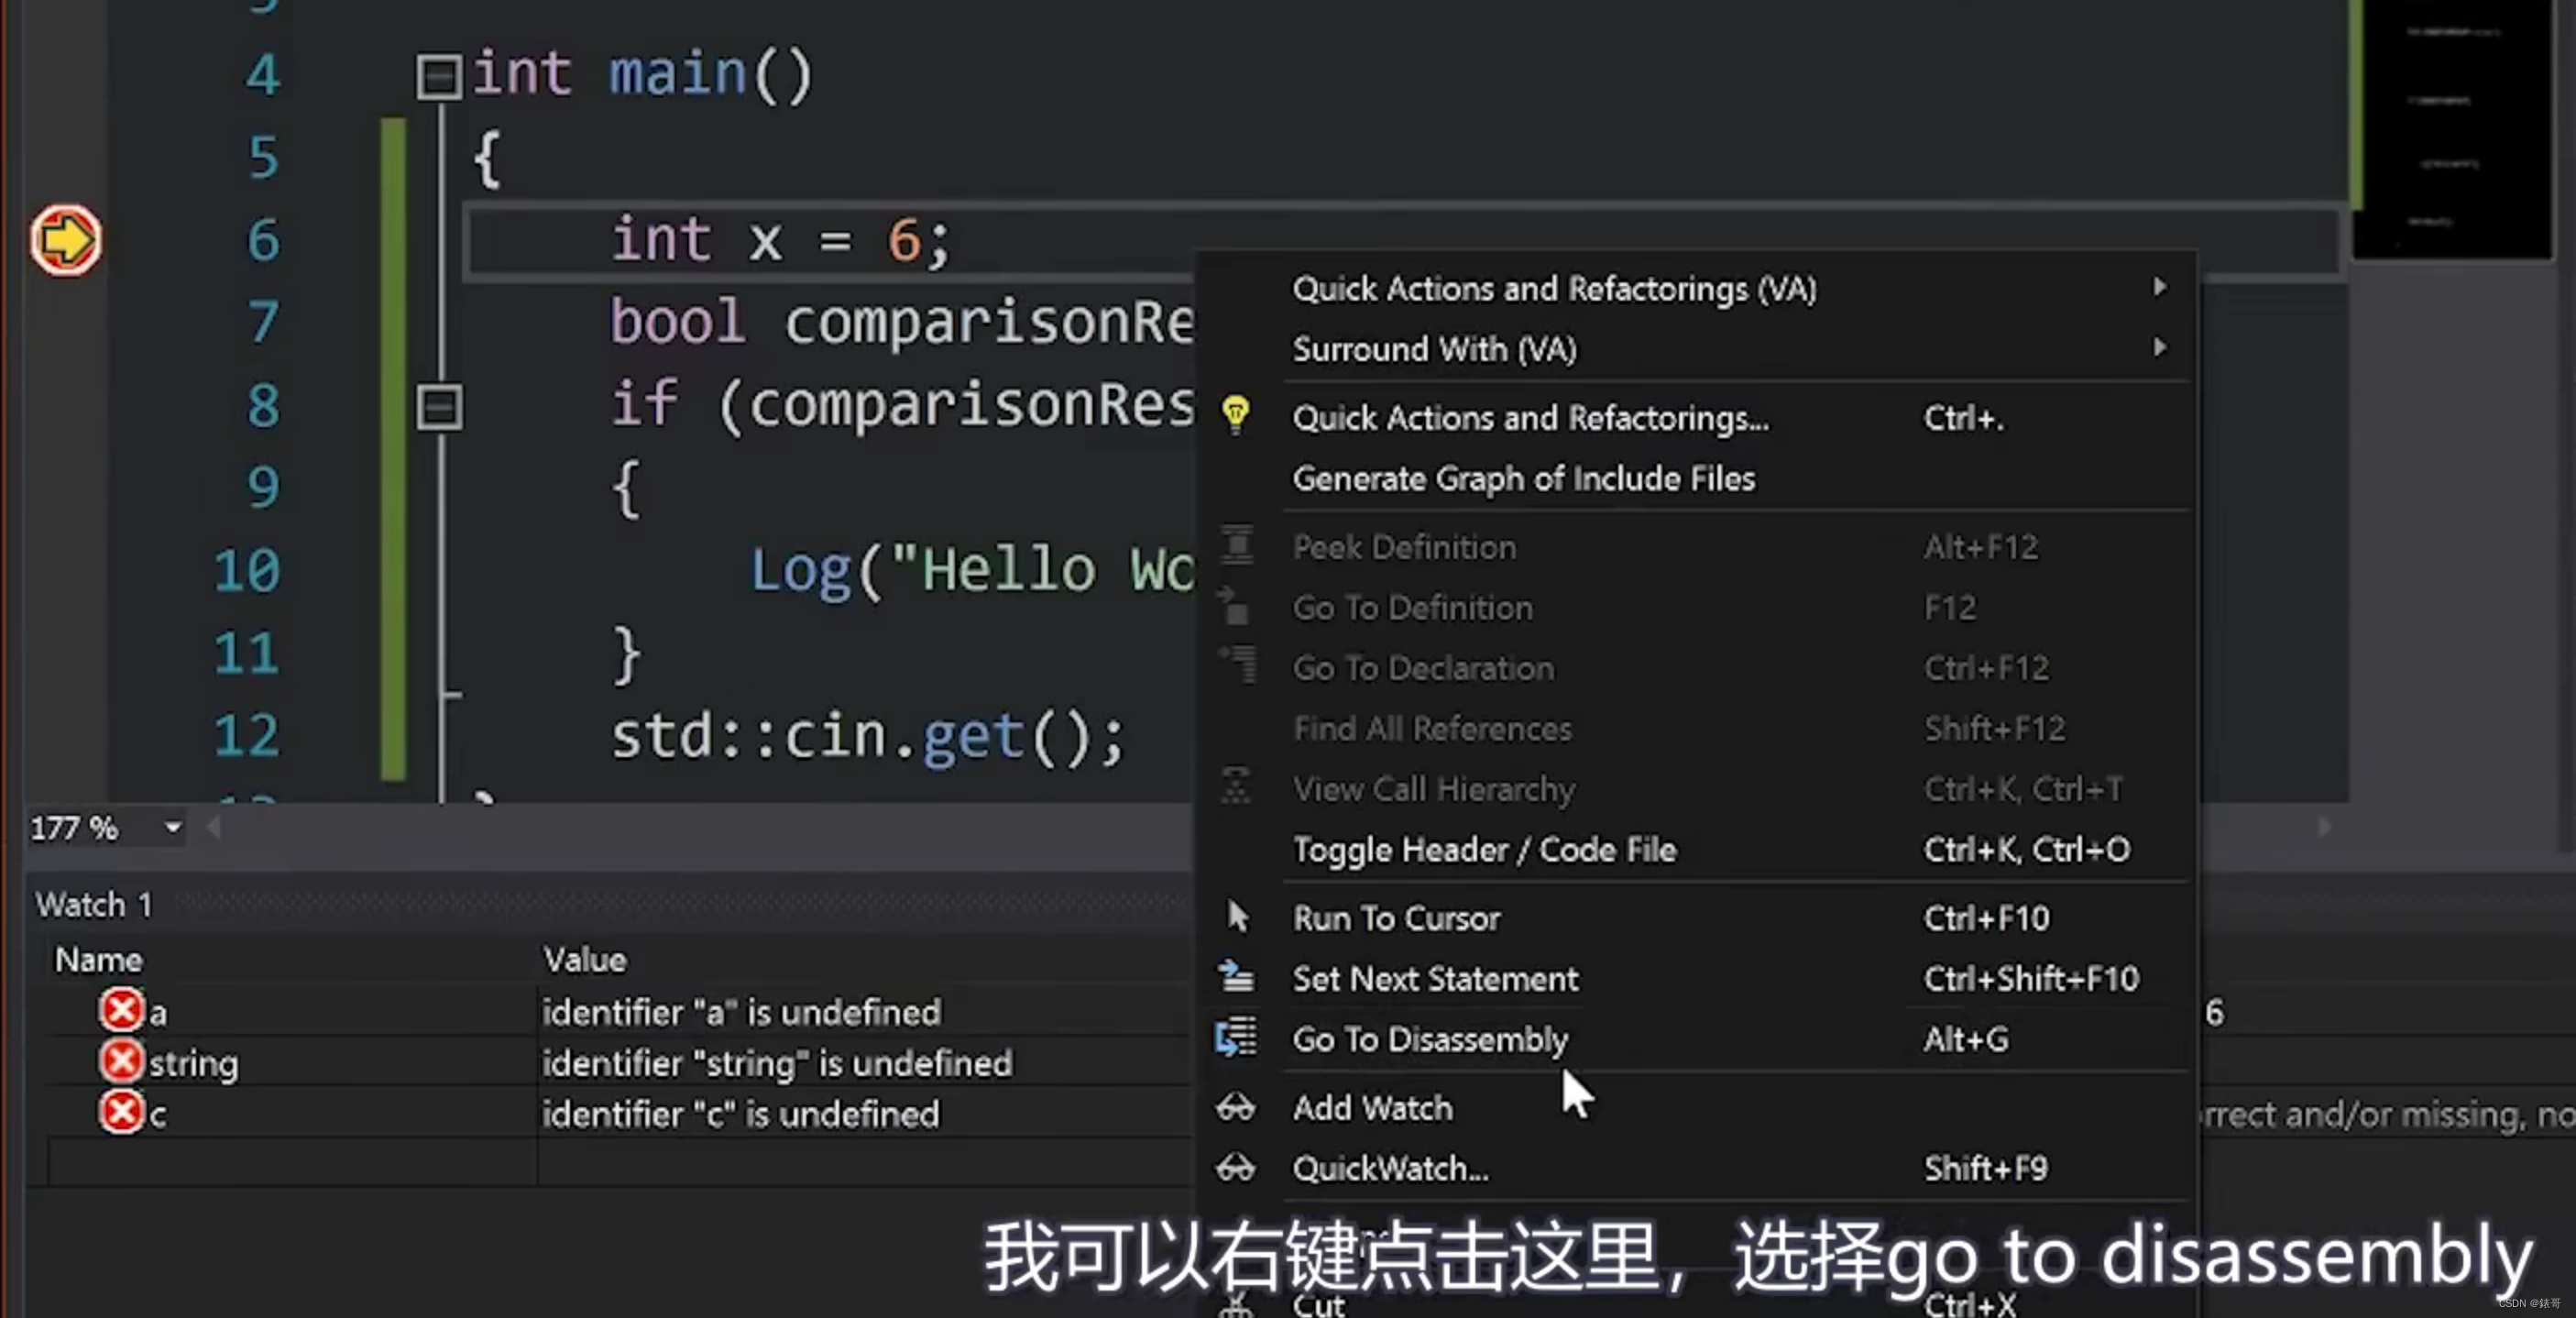 4 int main()
5 {
6 int x = 6;
7 bool comparisonRe
8 if (comparisonRes
9 {
10 Log("Hello Wo
11 }
12 std::cin.get();
177 %
Quick Actions and Refactorings (VA)
Surround With (VA)
Quick Actions and Refactorings... Ctrl+.
Generate Graph of Include Files
Peek Definition Alt+F12
Go To Definition F12
Go To Declaration Ctrl+F12
Find All References Shift+F12
View Call Hierarchy Ctrl+K, Ctrl+T
Toggle Header / Code File Ctrl+K, Ctrl+O
Run To Cursor Ctrl+F10
Set Next Statement Ctrl+Shift+F10
Go To Disassembly Alt+G
Add Watch
QuickWatch... Shift+F9
Cut Ctrl+X
Watch 1
Name Value
a identifier "a" is undefined
string identifier "string" is undefined
c identifier "c" is undefined
6
rrect and/or missing, no
我可以右键点击这里，选择go to disassembly
CSDN @錶哥